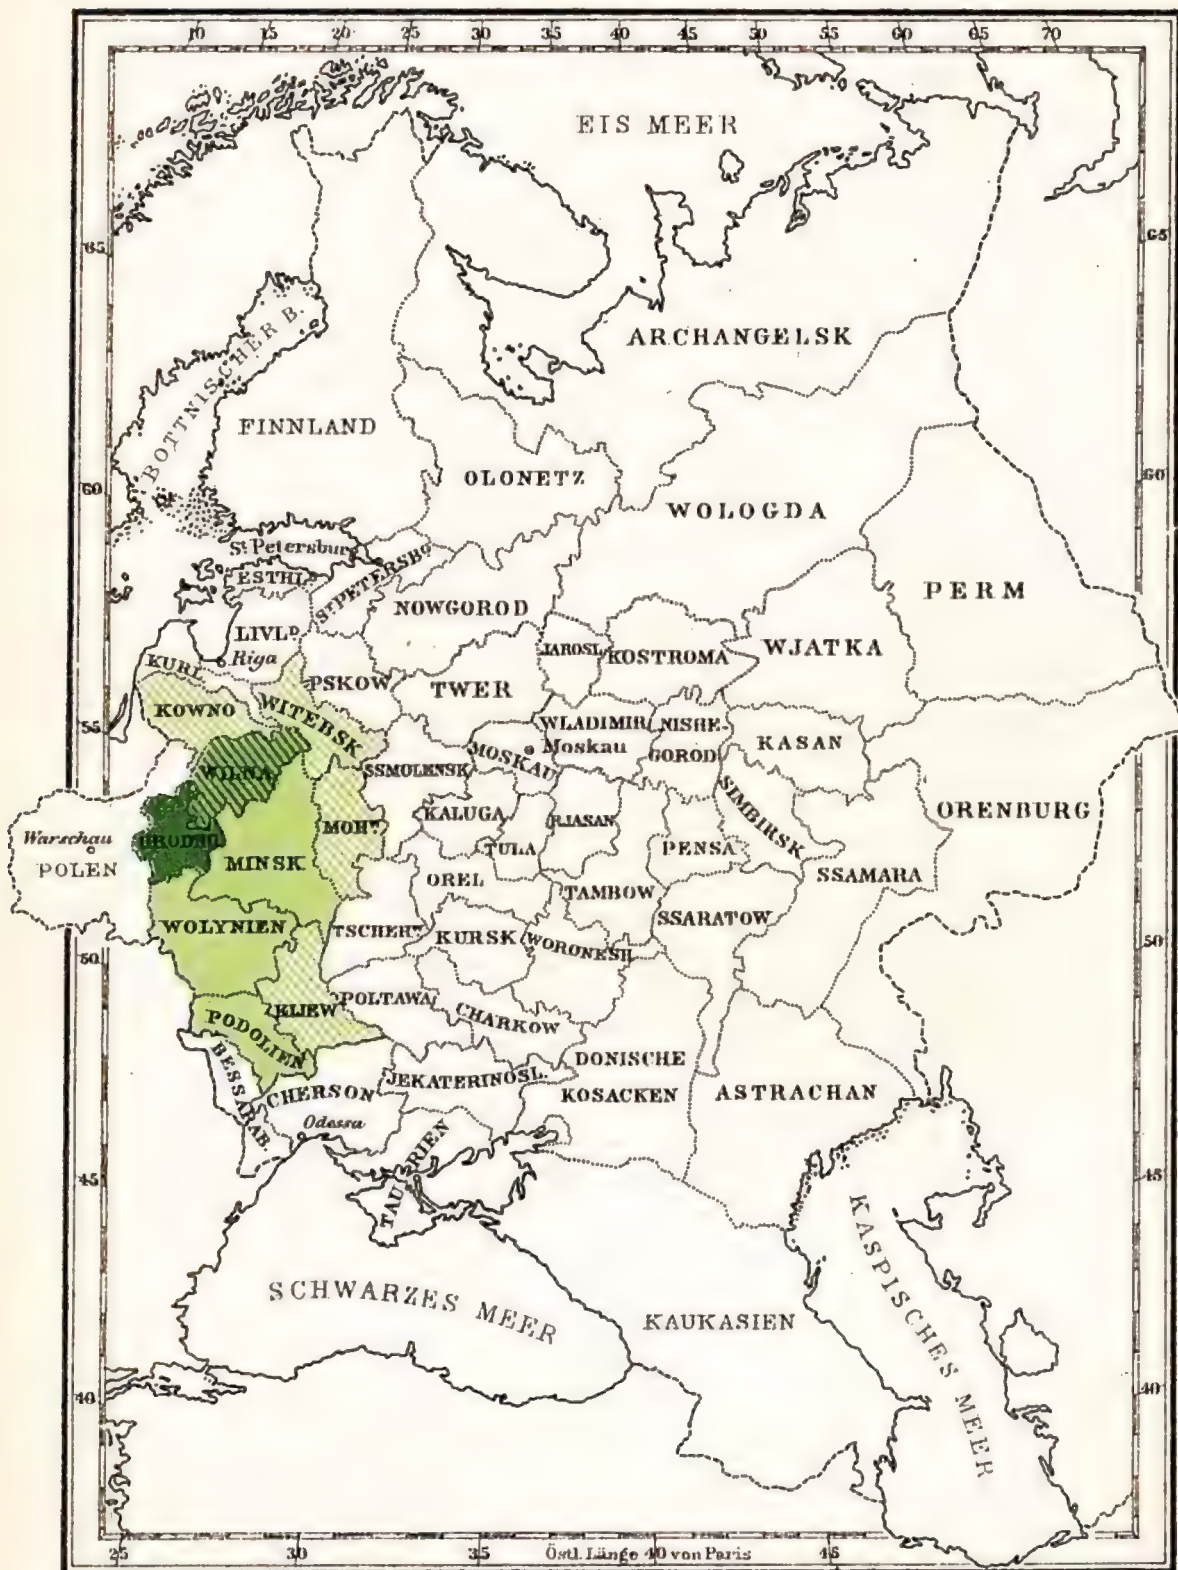 10 15 20 25 30 35 40 45 50 55 60 65 70
EIS MEER
65 65
ARCHANGELSK
BOTTNISCHER B.
FINNLAND
OLONETZ
60 60
WOLOGDA
St Petersburg
ESTHL.
St PETERSBG
PERM
NOWGOROD
LIVLD.
Riga
JAROSL.
KOSTROMA
WJATKA
KURL.
PSKOW
TWER
KOWNO
WITEBSK
55
WLADIMIR
NISHE-
GOROD
MOSKAU
Moskau
KASAN
WILNA
SSMOLENSK
SIMBIRSK
ORENBURG
Warschau
POLEN
GRODNO
MOHw.
KALUGA
RJASAN
TULA
PENSA
MINSK
OREL
SSAMARA
TAMBOW
SSARATOW
WOLYNIEN
TSCHERN.
KURSK
WORONESH
50 50
KIJEW
POLTAWA
CHARKOW
PODOLIEN
DONISCHE
KOSACKEN
BESSARAB.
CHERSON
JEKATERINOSL.
ASTRACHAN
Odessa
TAURIEN
45 45
KASPISCHES MEER
SCHWARZES MEER
KAUKASIEN
40 40
25 30 35 Östl. Länge 40 von Paris 45